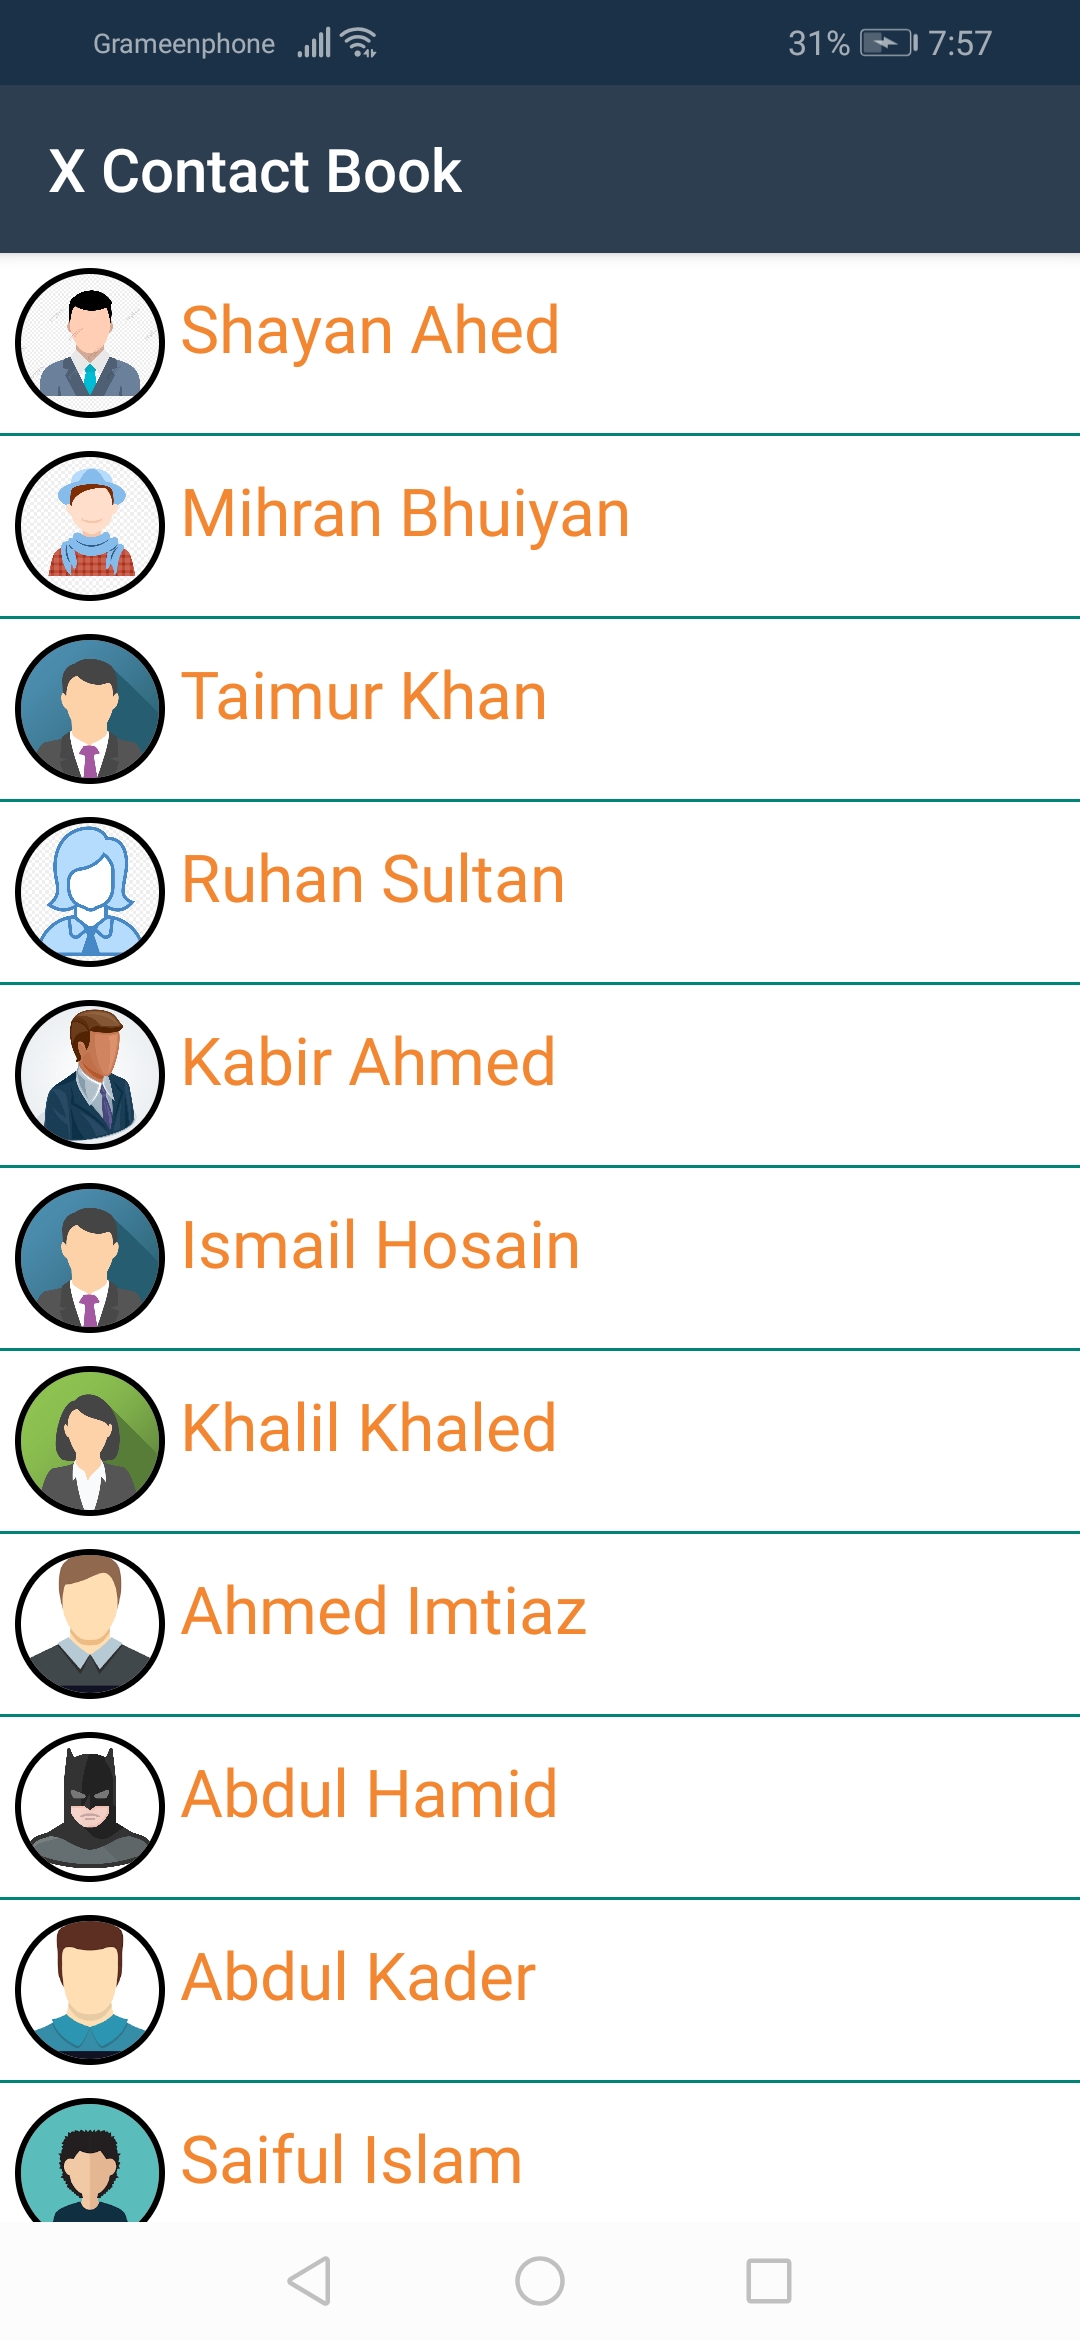 Grameenphone 31% 7:57
X Contact Book
Shayan Ahed
Mihran Bhuiyan
Taimur Khan
Ruhan Sultan
Kabir Ahmed
Ismail Hosain
Khalil Khaled
Ahmed Imtiaz
Abdul Hamid
Abdul Kader
Saiful Islam